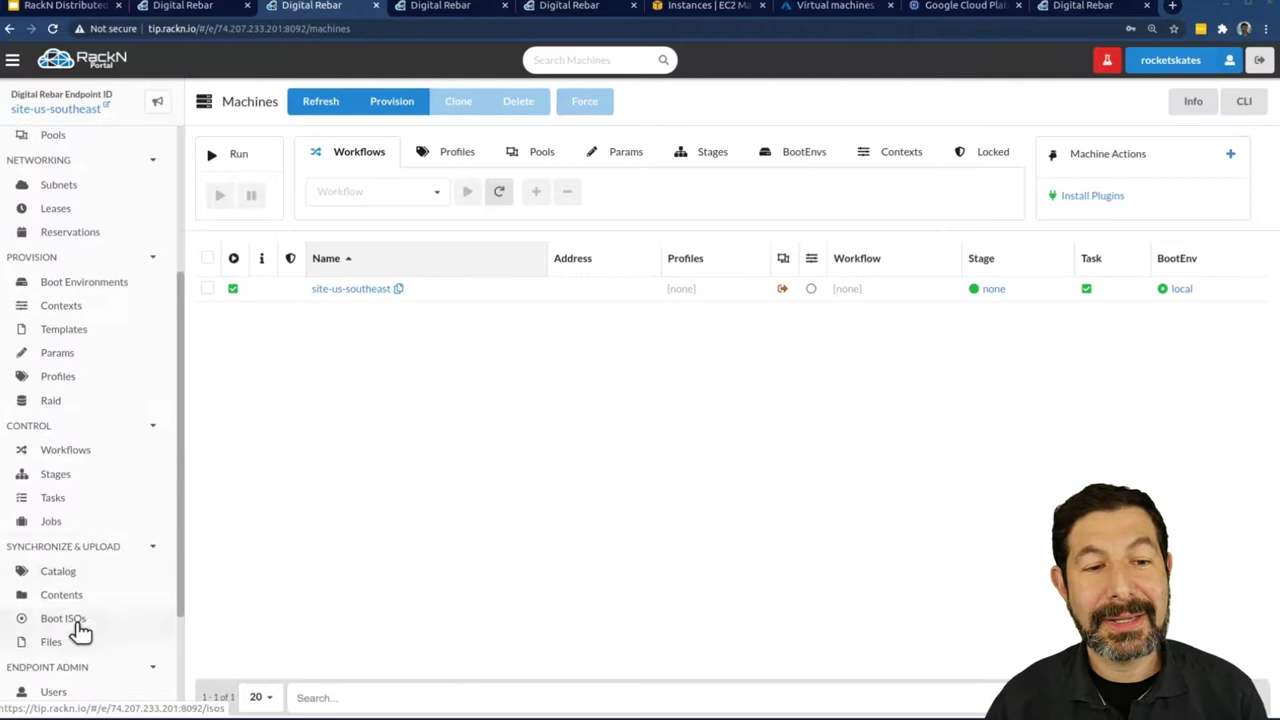 RackN Distributed
Digital Rebar
Digital Rebar
Digital Rebar
Digital Rebar
Instances | EC2 Ma
Virtual machines -
Google Cloud Pla
Digital Rebar
Not secure | tip.rackn.io/#/e/74.207.233.201:8092/machines
RackN Portal
Search Machines
rocketskates
Digital Rebar Endpoint ID
site-us-southeast
Machines
Refresh
Provision
Clone
Delete
Force
Info
CLI
Pools
NETWORKING
Subnets
Leases
Reservations
PROVISION
Boot Environments
Contexts
Templates
Params
Profiles
Raid
CONTROL
Workflows
Stages
Tasks
Jobs
SYNCHRONIZE & UPLOAD
Catalog
Contents
Boot ISOs
Files
ENDPOINT ADMIN
Users
Run
Workflows
Profiles
Pools
Params
Stages
BootEnvs
Contexts
Locked
Workflow
Machine Actions
Install Plugins
Name
Address
Profiles
Workflow
Stage
Task
BootEnv
site-us-southeast
[none]
[none]
none
local
1 - 1 of 1
20
Search...
https://tip.rackn.io/#/e/74.207.233.201:8092/isos